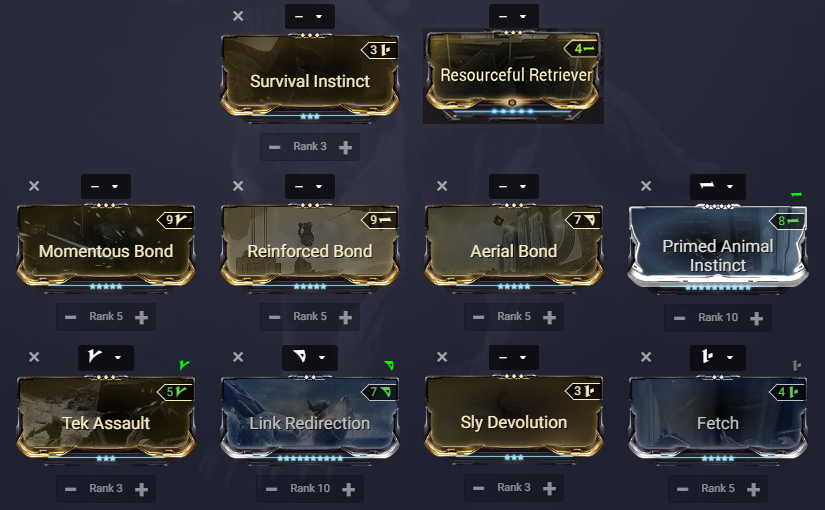 × – × –
3
Survival Instinct
4
Resourceful Retriever
– Rank 3 +
× – × – × – ×
9
Momentous Bond
9
Reinforced Bond
7
Aerial Bond
8
Primed Animal
Instinct
– Rank 5 +
– Rank 5 +
– Rank 5 +
– Rank 10 +
× × × – ×
5
Tek Assault
7
Link Redirection
3
Sly Devolution
4
Fetch
– Rank 3 +
– Rank 10 +
– Rank 3 +
– Rank 5 +